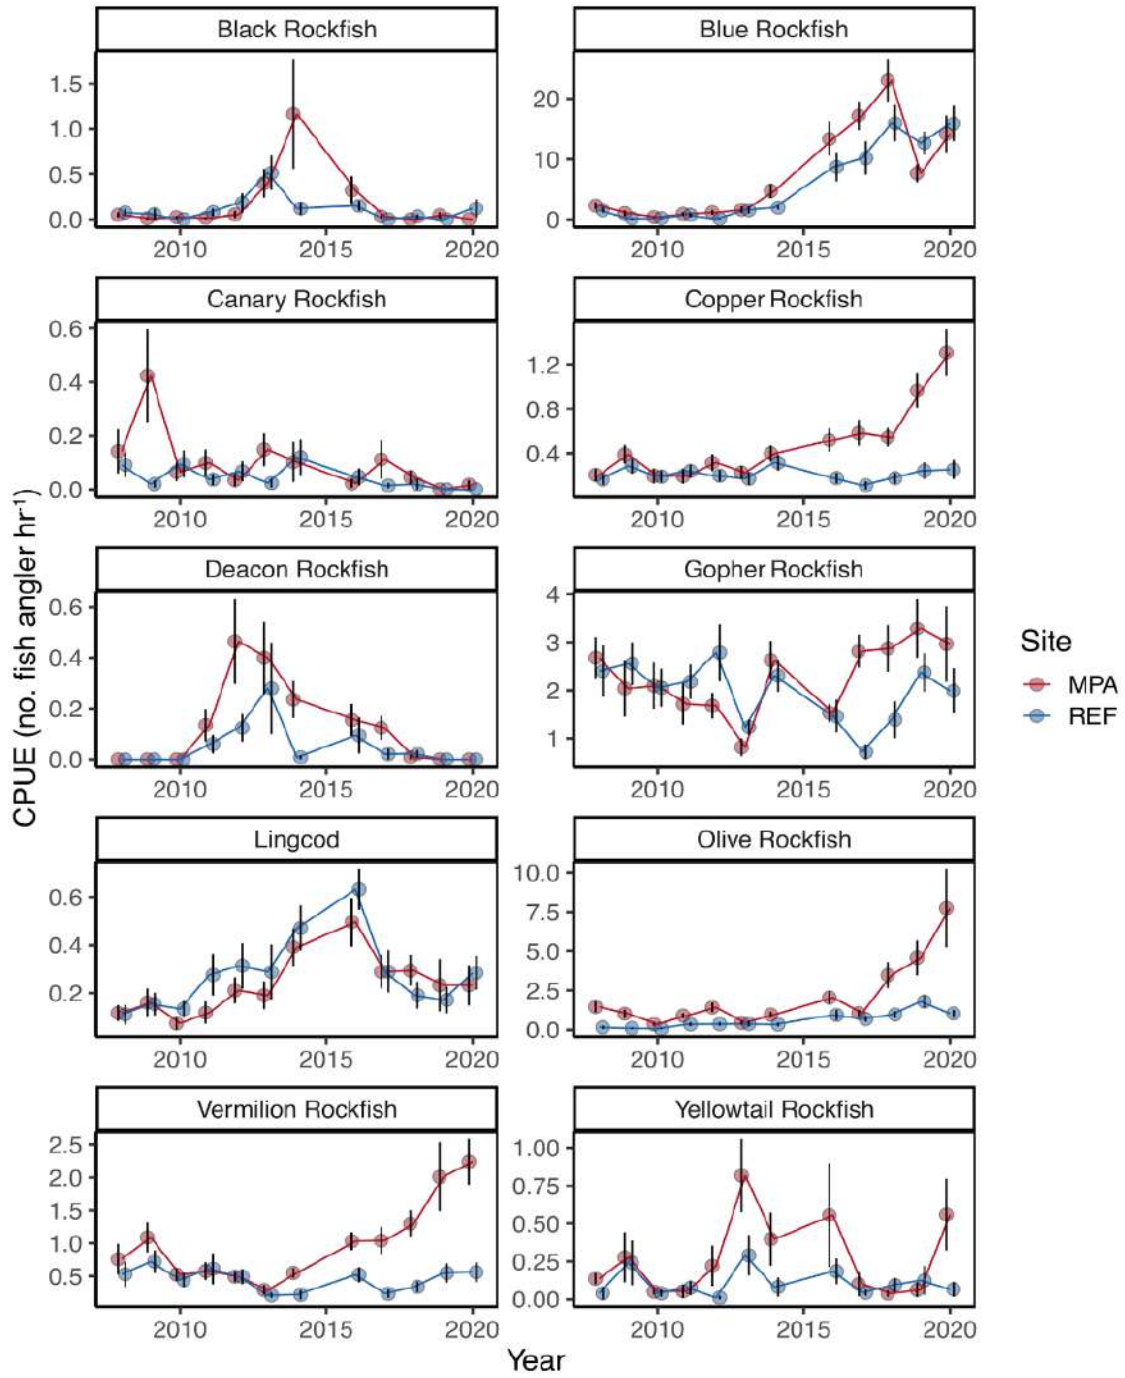 Black Rockfish
Blue Rockfish
1.5
1.0
0.5
0.0
20
10
0
2010 2015 2020
2010 2015 2020
Canary Rockfish
Copper Rockfish
0.6
0.4
0.2
0.0
1.2
0.8
0.4
2010 2015 2020
2010 2015 2020
Deacon Rockfish
Gopher Rockfish
0.6
0.4
0.2
0.0
4
3
2
1
2010 2015 2020
2010 2015 2020
Lingcod
Olive Rockfish
0.6
0.4
0.2
10.0
7.5
5.0
2.5
0.0
2010 2015 2020
2010 2015 2020
Vermilion Rockfish
Yellowtail Rockfish
2.5
2.0
1.5
1.0
0.5
1.00
0.75
0.50
0.25
0.00
2010 2015 2020
2010 2015 2020
CPUE (no. fish angler hr⁻¹)
Year
Site
MPA
REF